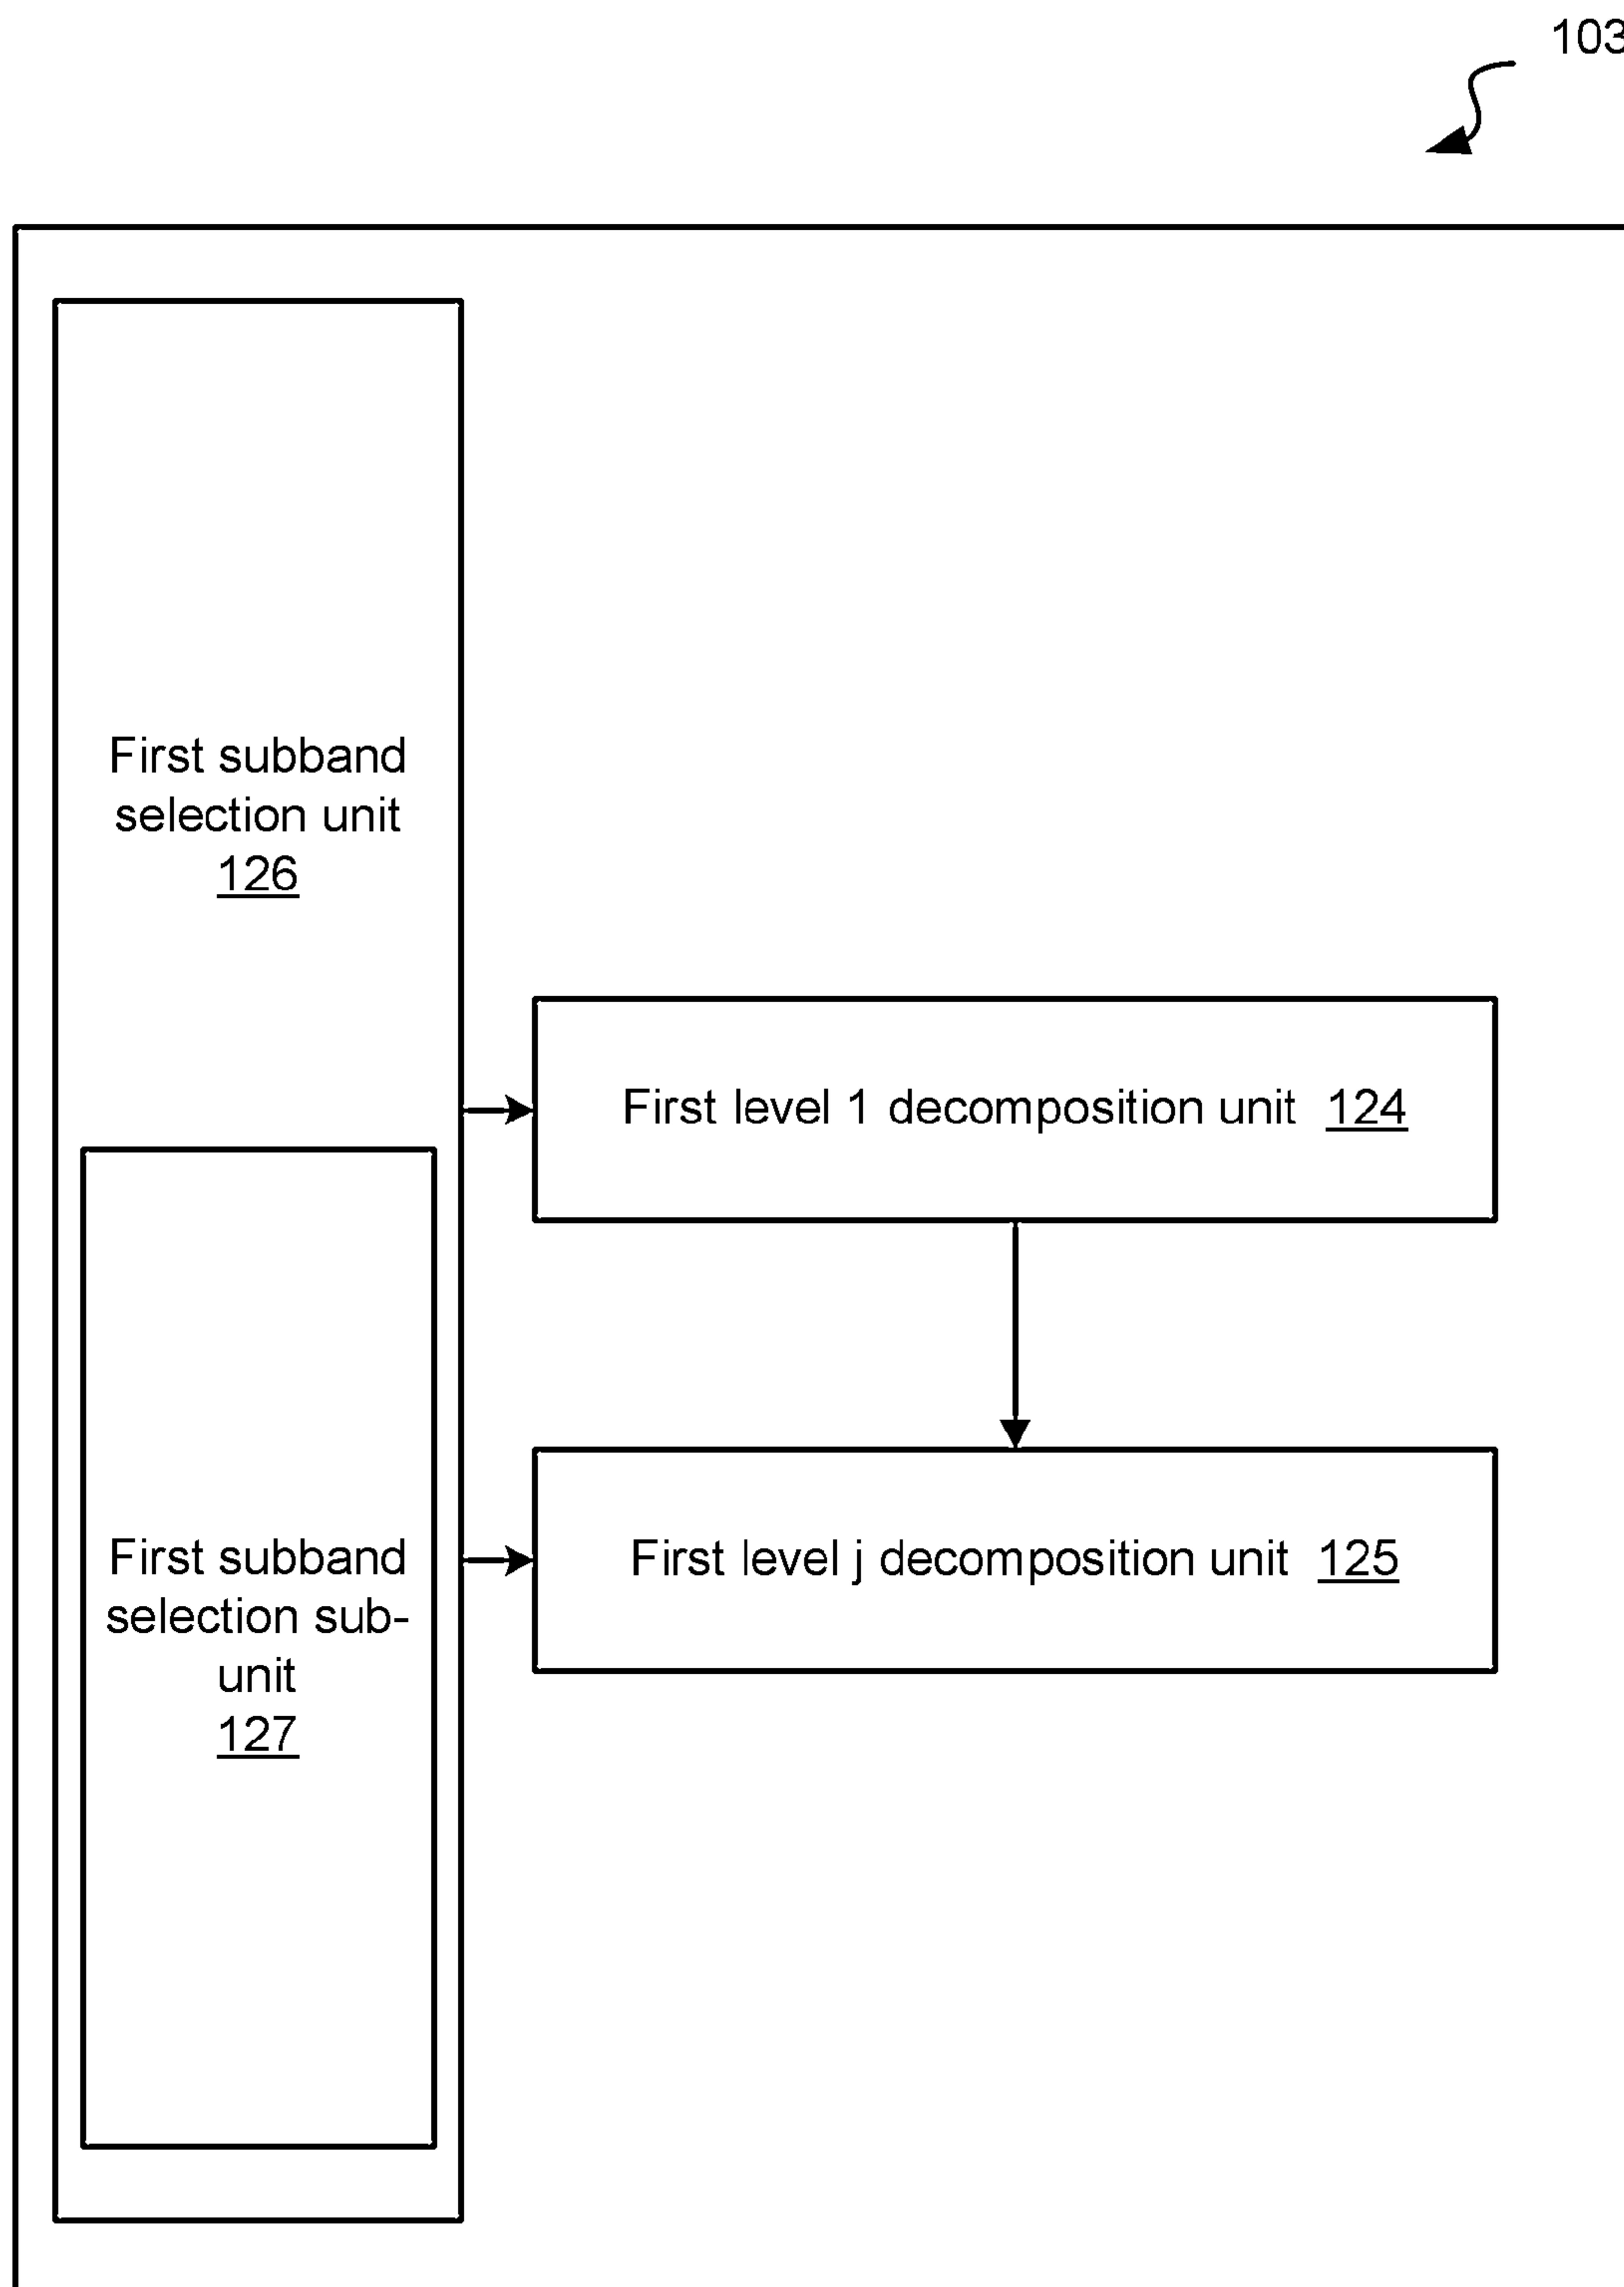 103
First subband
selection unit
126
First level 1 decomposition unit 124
First subband
selection sub-
unit
127
First level j decomposition unit 125